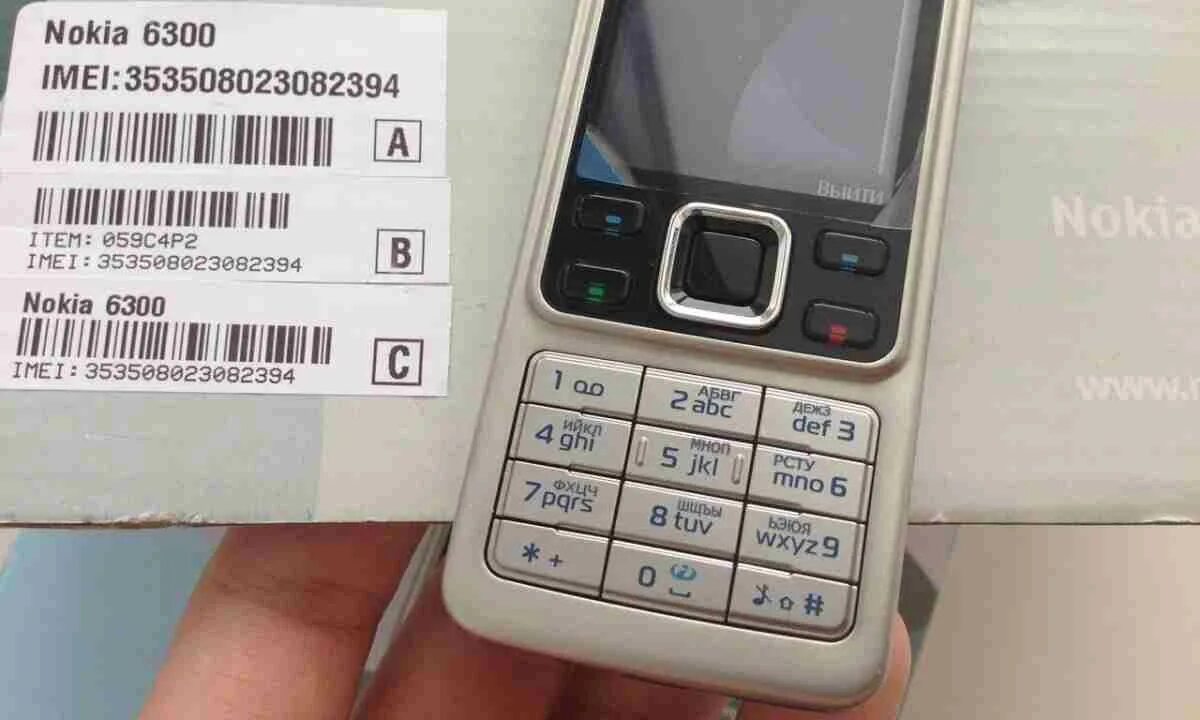 Nokia 6300
IMEI:353508023082394
A
ITEM: 059C4P2
IMEI: 353508023082394
B
Nokia 6300
IMEI: 353508023082394
C
Выйти
Nokia
www.
1
2 АБВГ abc
ДЕЖЗ def 3
4 ИЙКЛ ghi
5 МНОП jkl
РСТУ mno 6
7 ФХЦЧ pqrs
8 ШЩЪЫ tuv
ЬЭЮЯ wxyz 9
* +
0
#